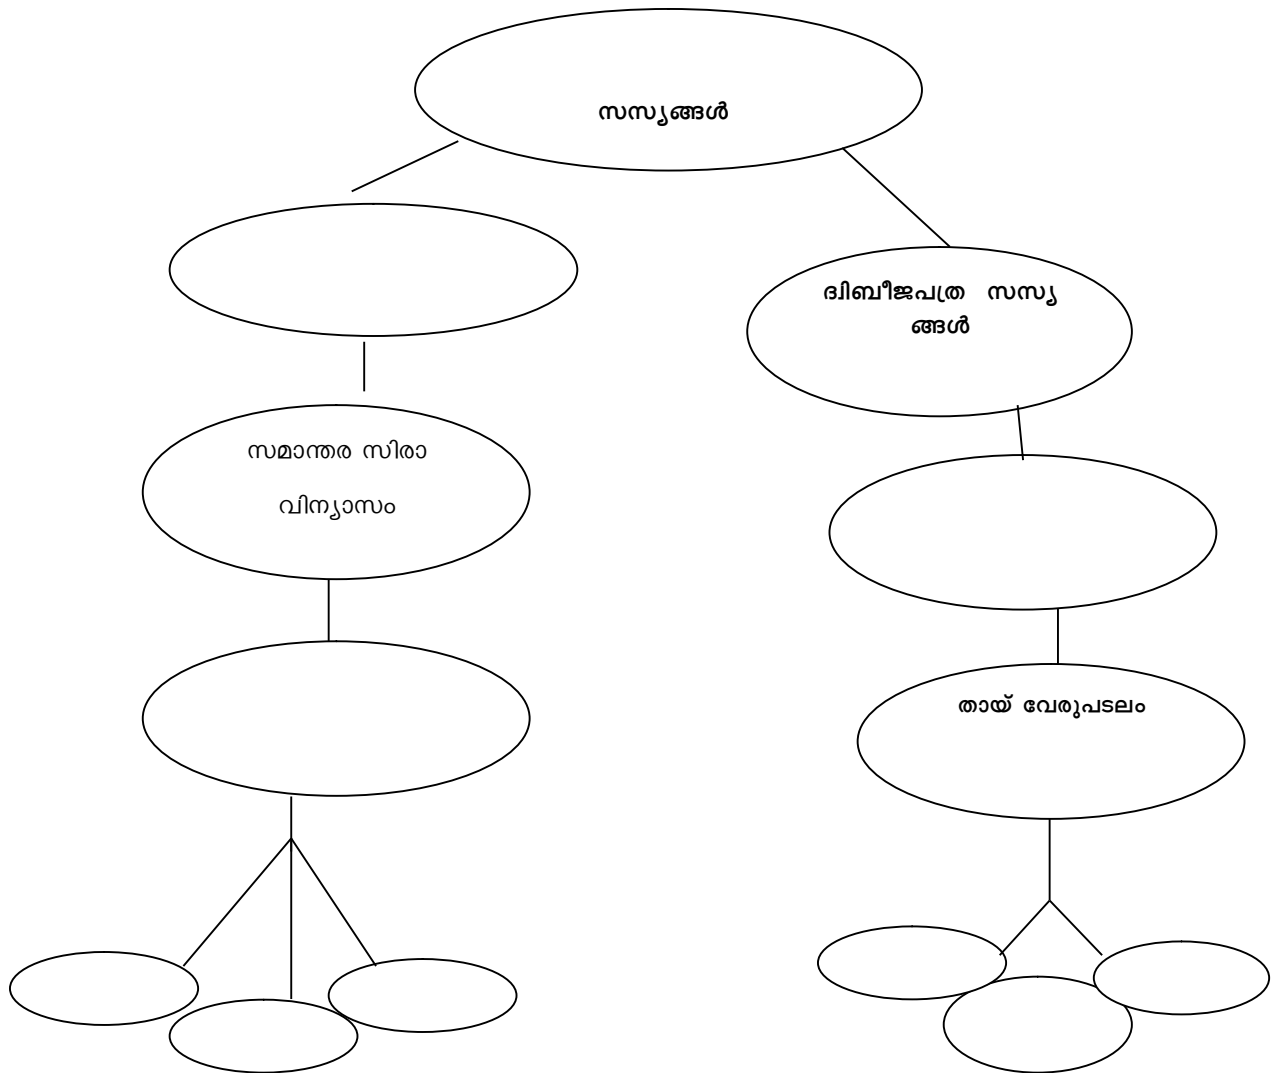 സസ്യങ്ങൾ
ദ്വിബീജപത്ര സസ്യ
ങ്ങൾ
സമാന്തര സിരാ
വിന്യാസം
തായ് വേരുപടലം